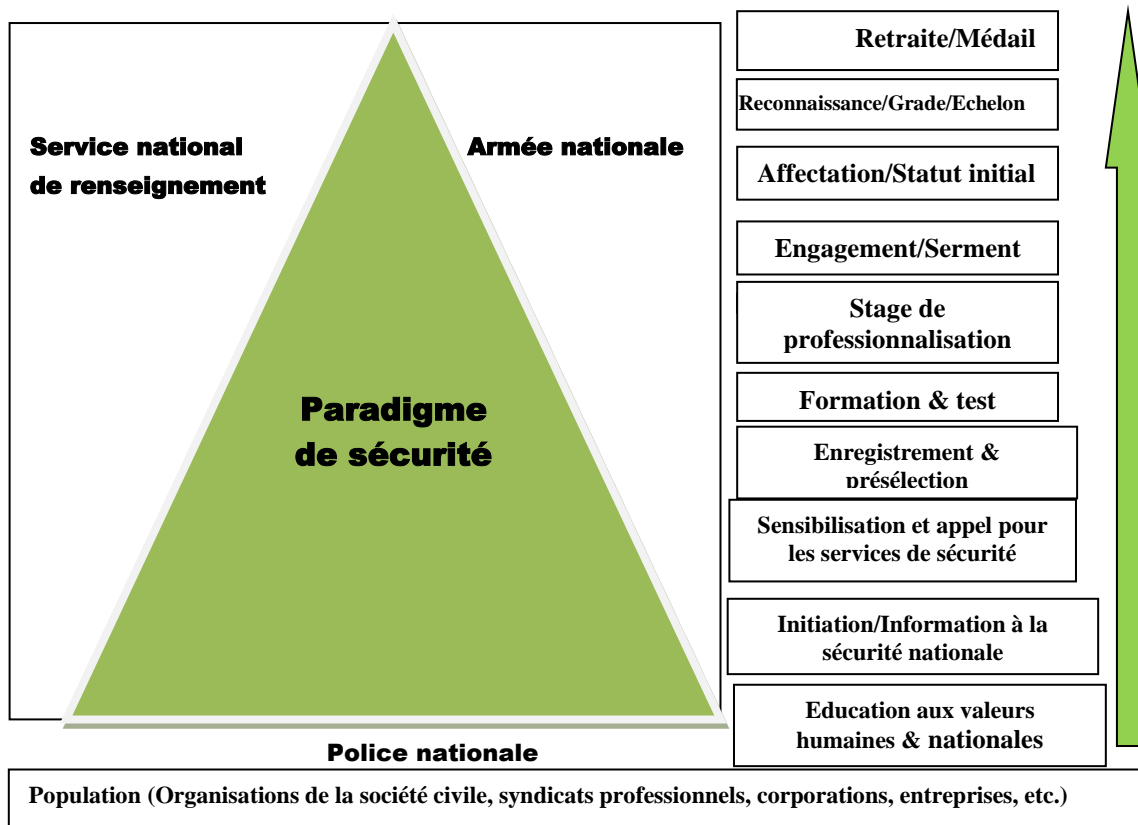 Service national
de renseignement
Armée nationale
Paradigme
de sécurité
Police nationale
Retraite/Médail
Reconnaissance/Grade/Echelon
Affectation/Statut initial
Engagement/Serment
Stage de
professionnalisation
Formation & test
Enregistrement &
présélection
Sensibilisation et appel pour
les services de sécurité
Initiation/Information à la
sécurité nationale
Education aux valeurs
humaines & nationales
Population (Organisations de la société civile, syndicats professionnels, corporations, entreprises, etc.)